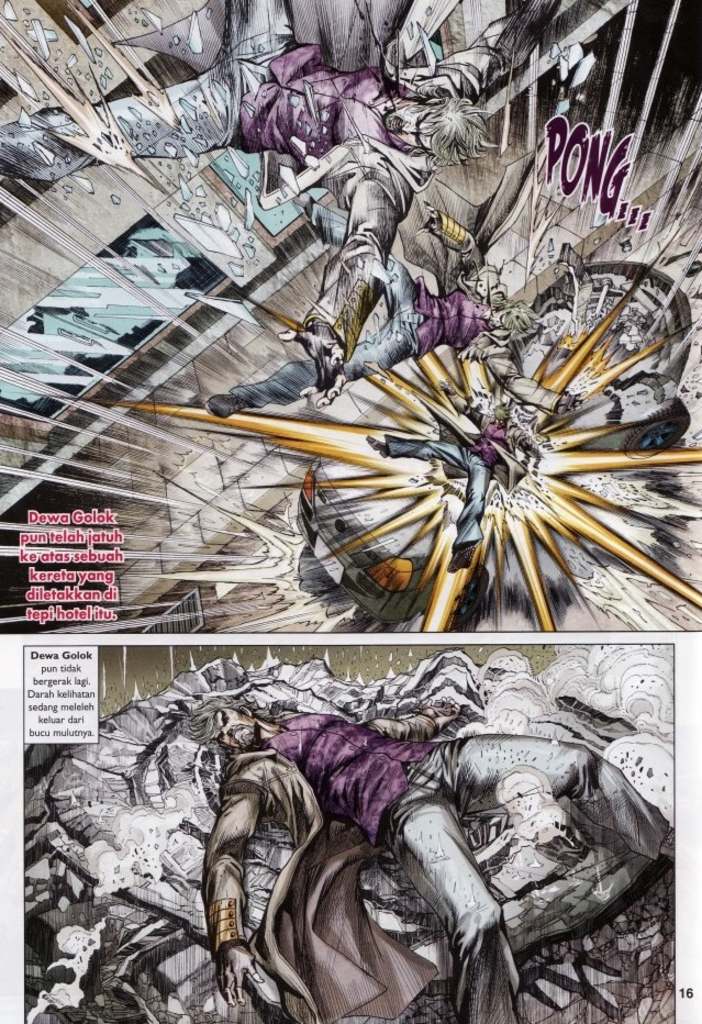 PONG...
Dewa Golok
pun telah jatuh
ke atas sebuah
kereta yang
diletakkan di
tepi hotel itu.
Dewa Golok
pun tidak
bergerak lagi.
Darah kelihatan
sedang meleleh
keluar dari
bucu mulutnya.
16